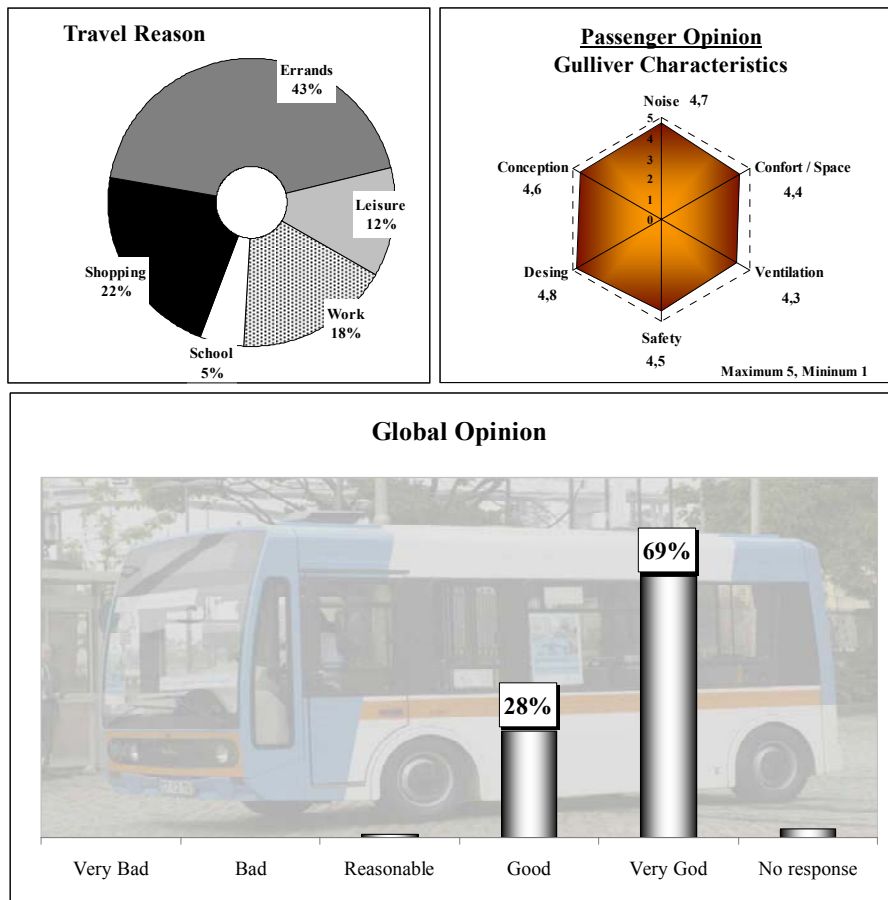 Travel Reason
Errands
43%
Leisure
12%
Shopping
22%
Work
18%
School
5%
Passenger Opinion
Gulliver Characteristics
Noise 4,7
5
4
3
2
1
0
Conception
4,6
Confort / Space
4,4
Desing
4,8
Ventilation
4,3
Safety
4,5
Maximum 5, Mininum 1
Global Opinion
69%
28%
Very Bad Bad Reasonable Good Very God No response